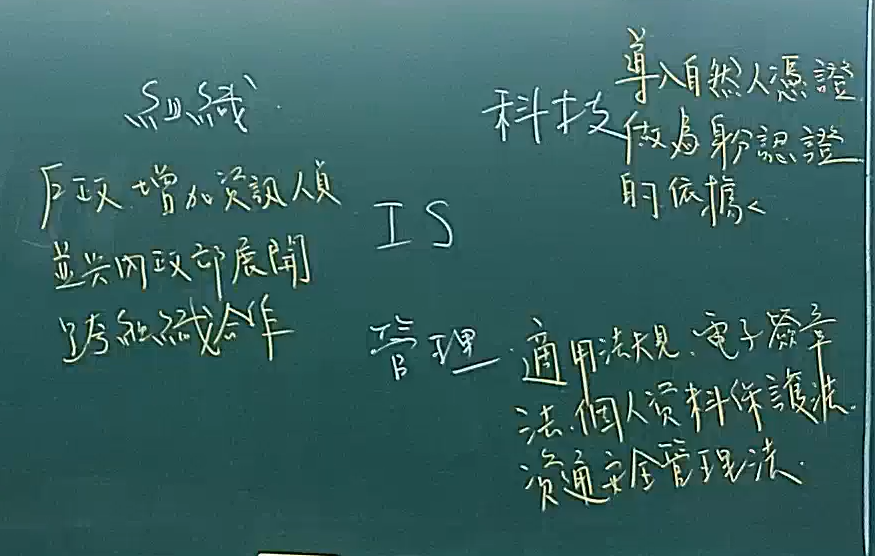 組織
戶政增加資訊人員
並與內政部展開
跨組織合作
IS
科技
導入自然人憑證
做為身分認證
的依據
管理
適用法規、電子簽章
法、個人資料保護法、
資通安全管理法